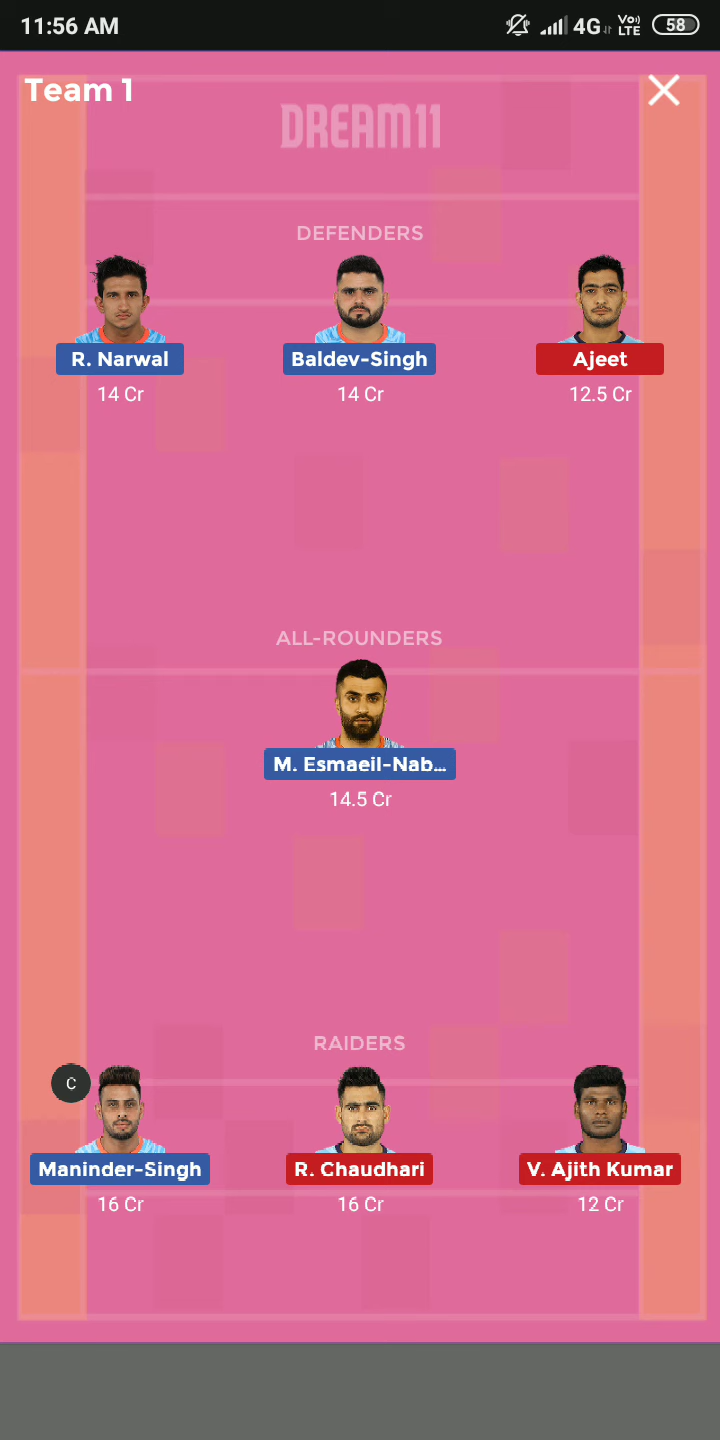 11:56 AM
4G Vo) LTE 58
Team 1
DREAM11
DEFENDERS
R. Narwal
Baldev-Singh
Ajeet
14 Cr
14 Cr
12.5 Cr
ALL-ROUNDERS
M. Esmaeil-Nab...
14.5 Cr
RAIDERS
C
Maninder-Singh
R. Chaudhari
V. Ajith Kumar
16 Cr
16 Cr
12 Cr